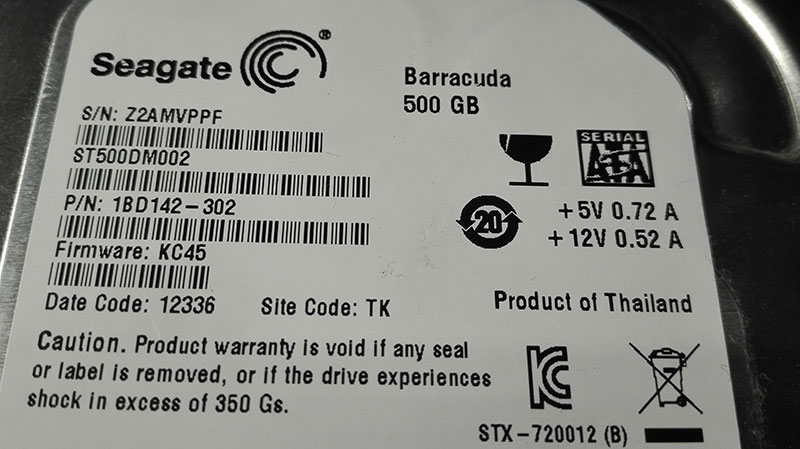 Seagate ®
Barracuda
500 GB
S/N: Z2AMVPPF
ST500DM002
P/N: 1BD142-302
Firmware: KC45
Date Code: 12336 Site Code: TK
SERIAL
ATA
20
+5V 0.72 A
+12V 0.52 A
Product of Thailand
Caution. Product warranty is void if any seal
or label is removed, or if the drive experiences
shock in excess of 350 Gs.
STX-720012 (B)